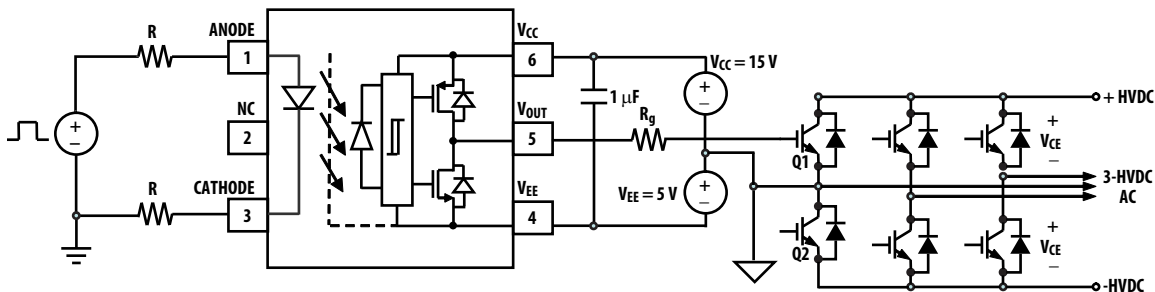 ANODE
R
1
NC
2
CATHODE
R
3
VCC
6
VOUT
5
VEE
4
1 μF
VCC = 15 V
+
−
Rg
VEE = 5 V
+
−
+
−
Q1
Q2
+ HVDC
+
VCE
−
3-HVDC
AC
+
VCE
−
-HVDC